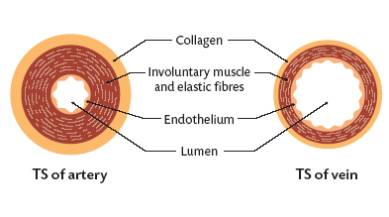 Collagen
Involuntary muscle
and elastic fibres
Endothelium
Lumen
TS of artery
TS of vein